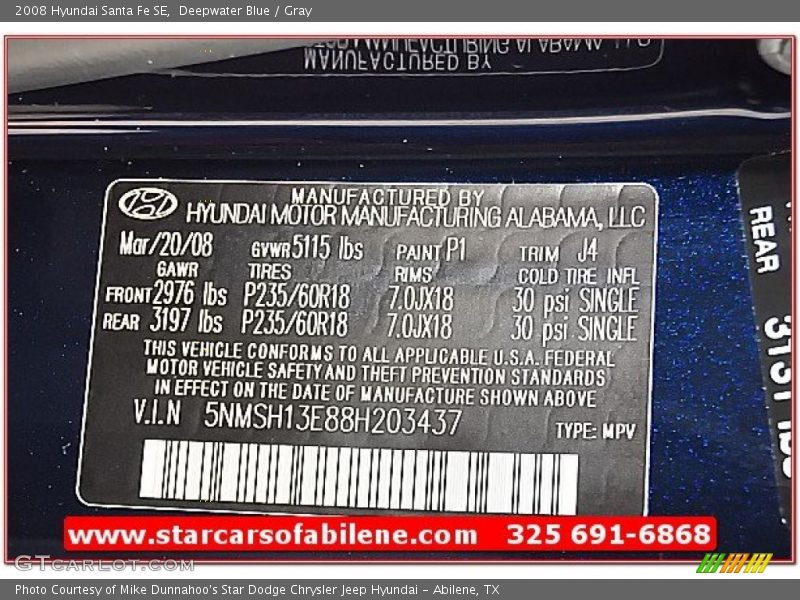 2008 Hyundai Santa Fe SE, Deepwater Blue / Gray
MANUFACTURED BY
MANUFACTURED BY
HYUNDAI MOTOR MANUFACTURING ALABAMA, LLC
Mar/20/08 GVWR 5115 lbs PAINT P1 TRIM J4
GAWR TIRES RIMS COLD TIRE INFL
FRONT 2976 lbs P235/60R18 7.0JX18 30 psi SINGLE
REAR 3197 lbs P235/60R18 7.0JX18 30 psi SINGLE
THIS VEHICLE CONFORMS TO ALL APPLICABLE U.S.A. FEDERAL
MOTOR VEHICLE SAFETY AND THEFT PREVENTION STANDARDS
IN EFFECT ON THE DATE OF MANUFACTURE SHOWN ABOVE
V.I.N 5NMSH13E88H203437
TYPE: MPV
REAR
www.starcarsofabilene.com 325 691-6868
GTCARLOT.COM
Photo Courtesy of Mike Dunnahoo's Star Dodge Chrysler Jeep Hyundai - Abilene, TX